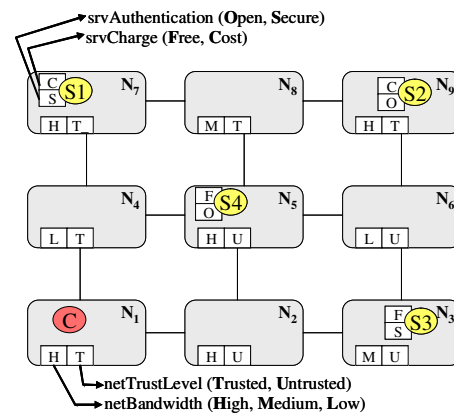 srvAuthentication (Open, Secure)
srvCharge (Free, Cost)
C
S
S1
N7
H T_
N8
M T
C
O
S2
N9
H T
N4
L T
F
O
S4
N5
H U
N6
L U
C
N1
H T
N2
H U
F
S
S3
N3
M U
netTrustLevel (Trusted, Untrusted)
netBandwidth (High, Medium, Low)